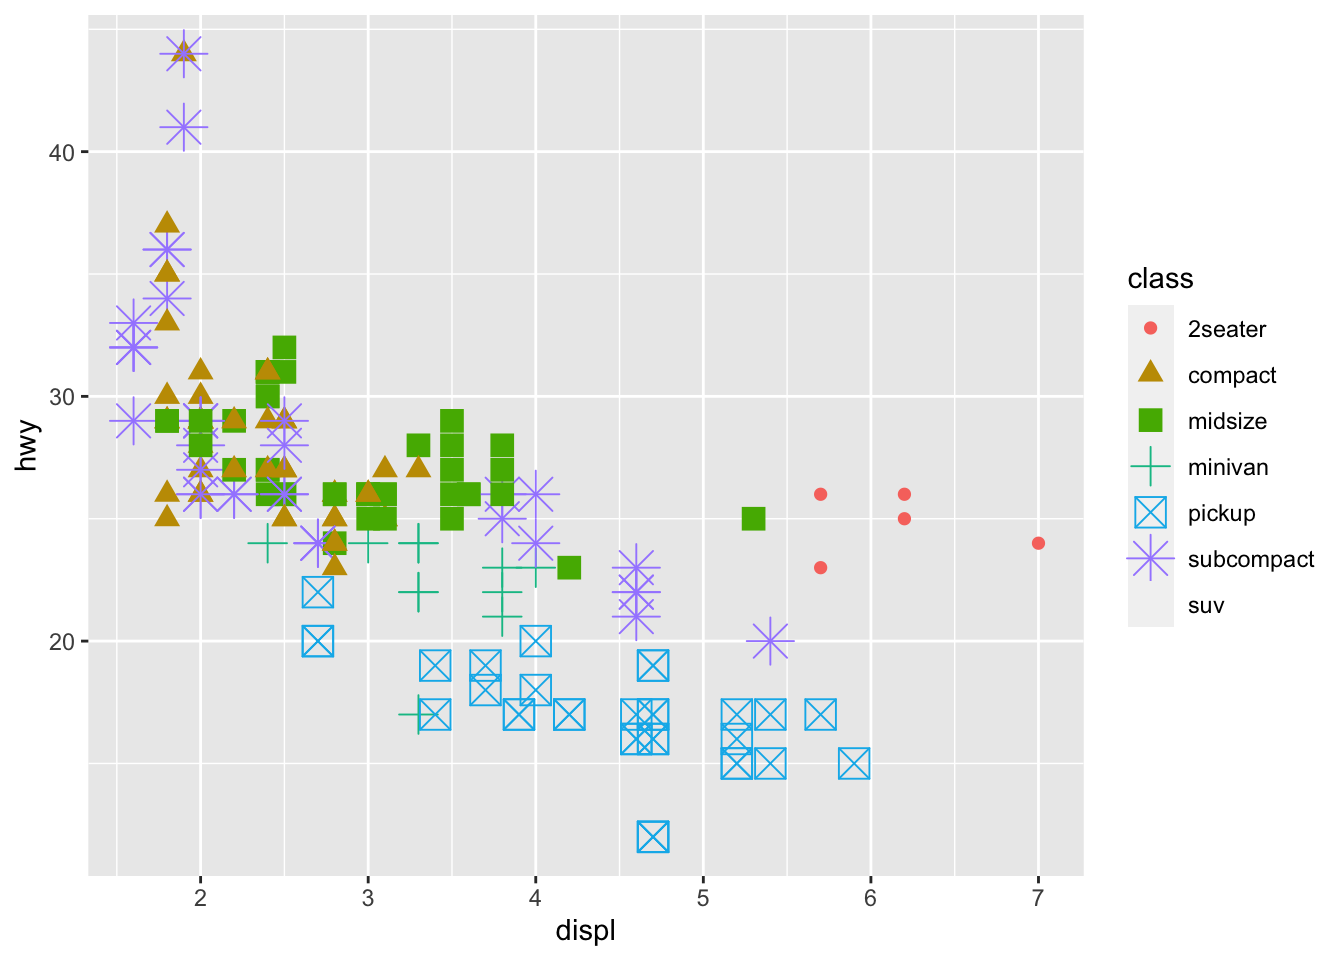 40
30
20
hwy
2 3 4 5 6 7
displ
class
2seater
compact
midsize
minivan
pickup
subcompact
suv